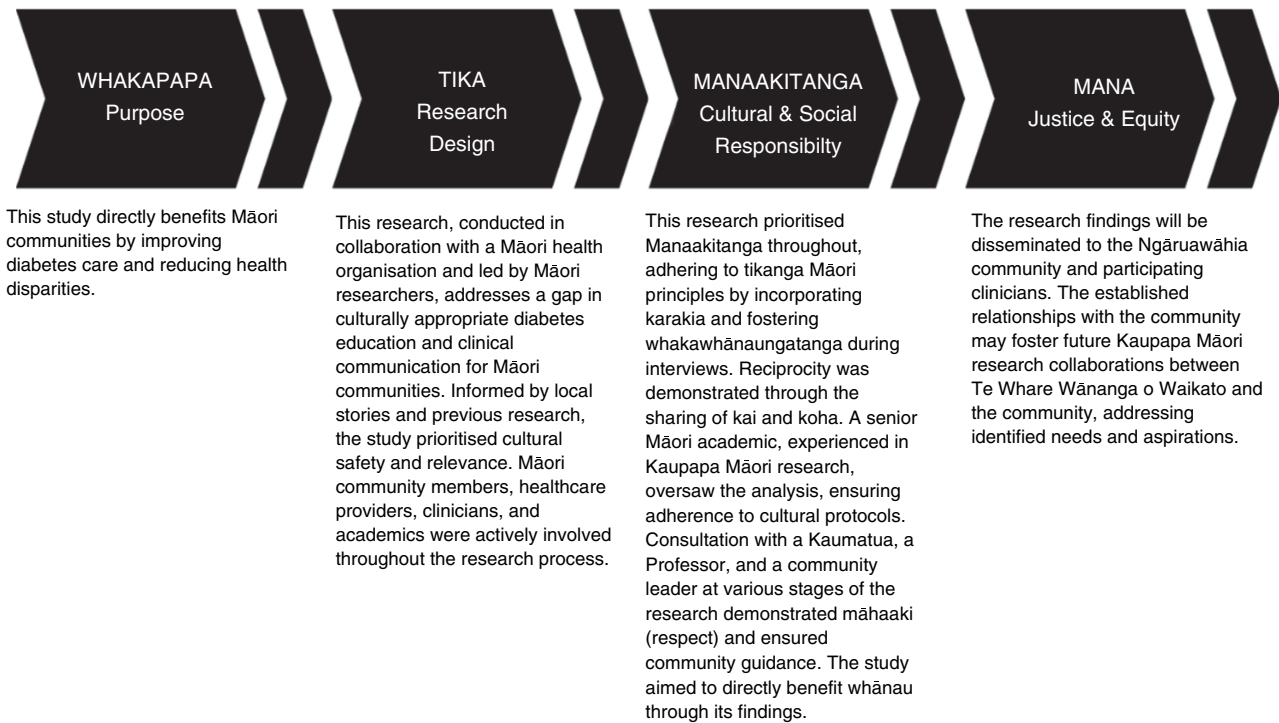 WHAKAPAPA
Purpose
This study directly benefits Māori
communities by improving
diabetes care and reducing health
disparities.
TIKA
Research
Design
This research, conducted in
collaboration with a Māori health
organisation and led by Māori
researchers, addresses a gap in
culturally appropriate diabetes
education and clinical
communication for Māori
communities. Informed by local
stories and previous research,
the study prioritised cultural
safety and relevance. Māori
community members, healthcare
providers, clinicians, and
academics were actively involved
throughout the research process.
MANAAKITANGA
Cultural & Social
Responsibilty
This research prioritised
Manaakitanga throughout,
adhering to tikanga Māori
principles by incorporating
karakia and fostering
whakawhānaungatanga during
interviews. Reciprocity was
demonstrated through the
sharing of kai and koha. A senior
Māori academic, experienced in
Kaupapa Māori research,
oversaw the analysis, ensuring
adherence to cultural protocols.
Consultation with a Kaumatua, a
Professor, and a community
leader at various stages of the
research demonstrated māhaaki
(respect) and ensured
community guidance. The study
aimed to directly benefit whānau
through its findings.
MANA
Justice & Equity
The research findings will be
disseminated to the Ngāruawāhia
community and participating
clinicians. The established
relationships with the community
may foster future Kaupapa Māori
research collaborations between
Te Whare Wānanga o Waikato and
the community, addressing
identified needs and aspirations.